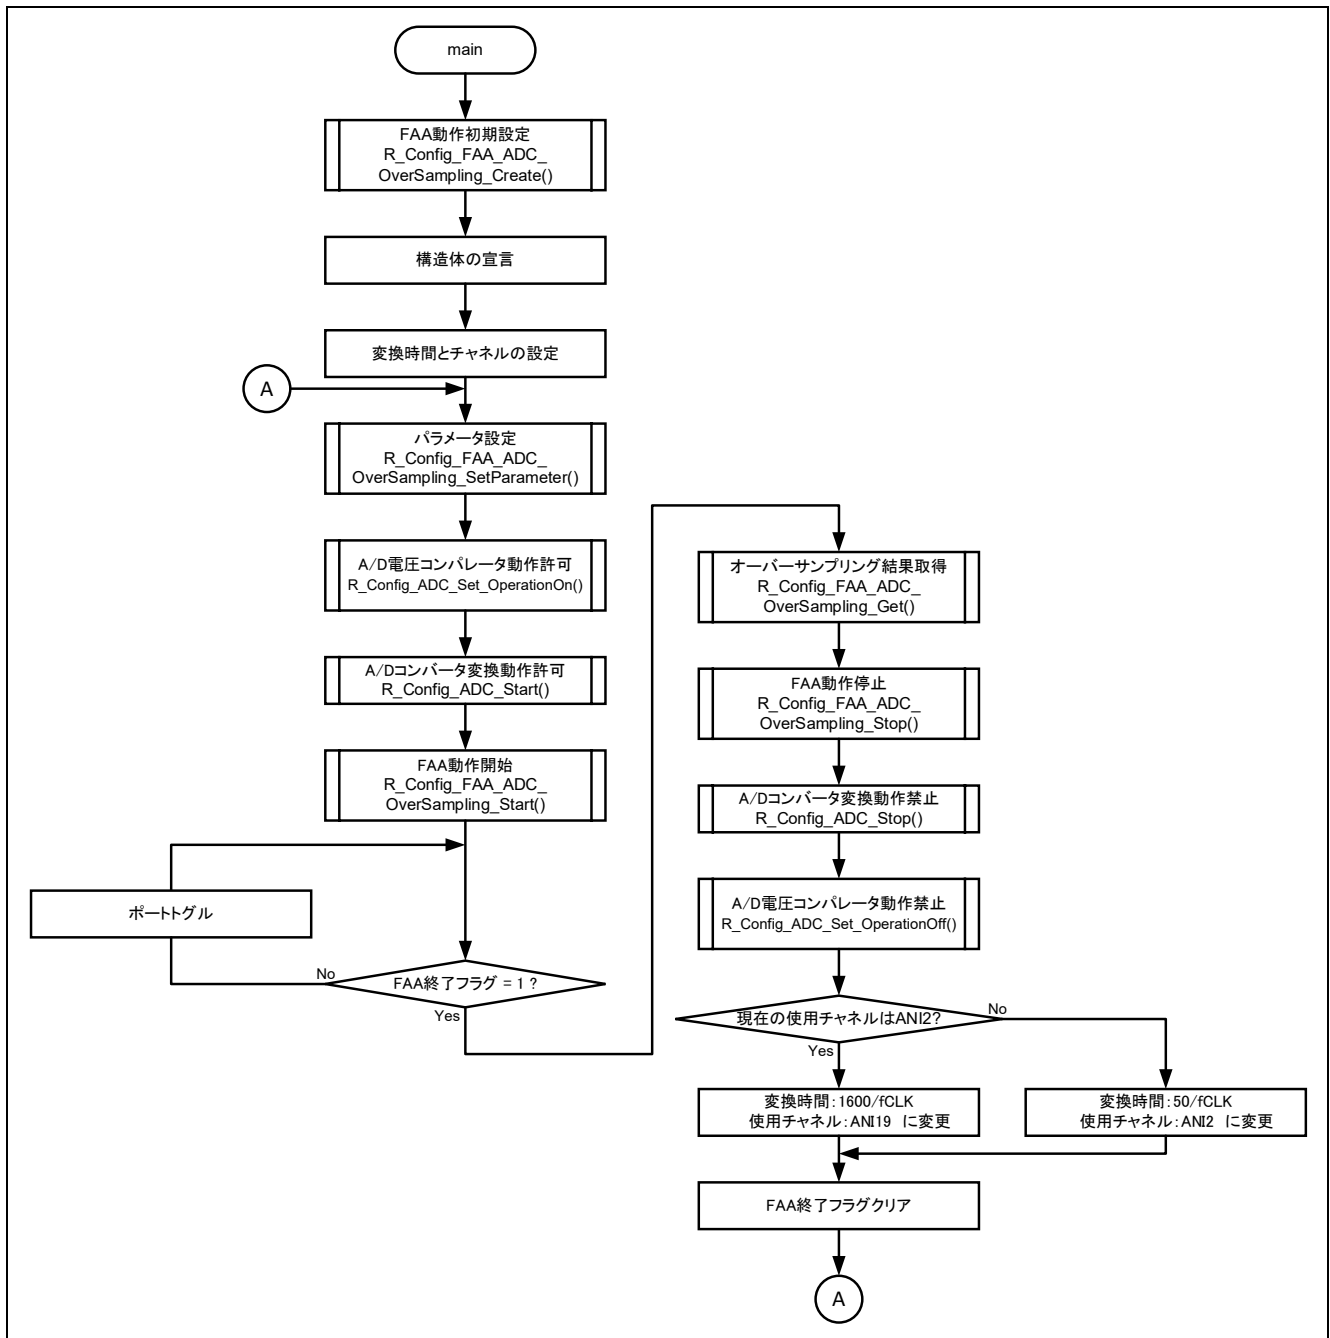 main
FAA動作初期設定
R_Config_FAA_ADC_
OverSampling_Create()
構造体の宣言
変換時間とチャネルの設定
A
パラメータ設定
R_Config_FAA_ADC_
OverSampling_SetParameter()
A/D電圧コンパレータ動作許可
R_Config_ADC_Set_OperationOn()
A/Dコンバータ変換動作許可
R_Config_ADC_Start()
FAA動作開始
R_Config_FAA_ADC_
OverSampling_Start()
ポートトグル
FAA終了フラグ = 1 ?
No
Yes
オーバーサンプリング結果取得
R_Config_FAA_ADC_
OverSampling_Get()
FAA動作停止
R_Config_FAA_ADC_
OverSampling_Stop()
A/Dコンバータ変換動作禁止
R_Config_ADC_Stop()
A/D電圧コンパレータ動作禁止
R_Config_ADC_Set_OperationOff()
現在の使用チャネルはANI2?
No
Yes
変換時間:1600/fCLK
使用チャネル:ANI19 に変更
変換時間:50/fCLK
使用チャネル:ANI2 に変更
FAA終了フラグクリア
A